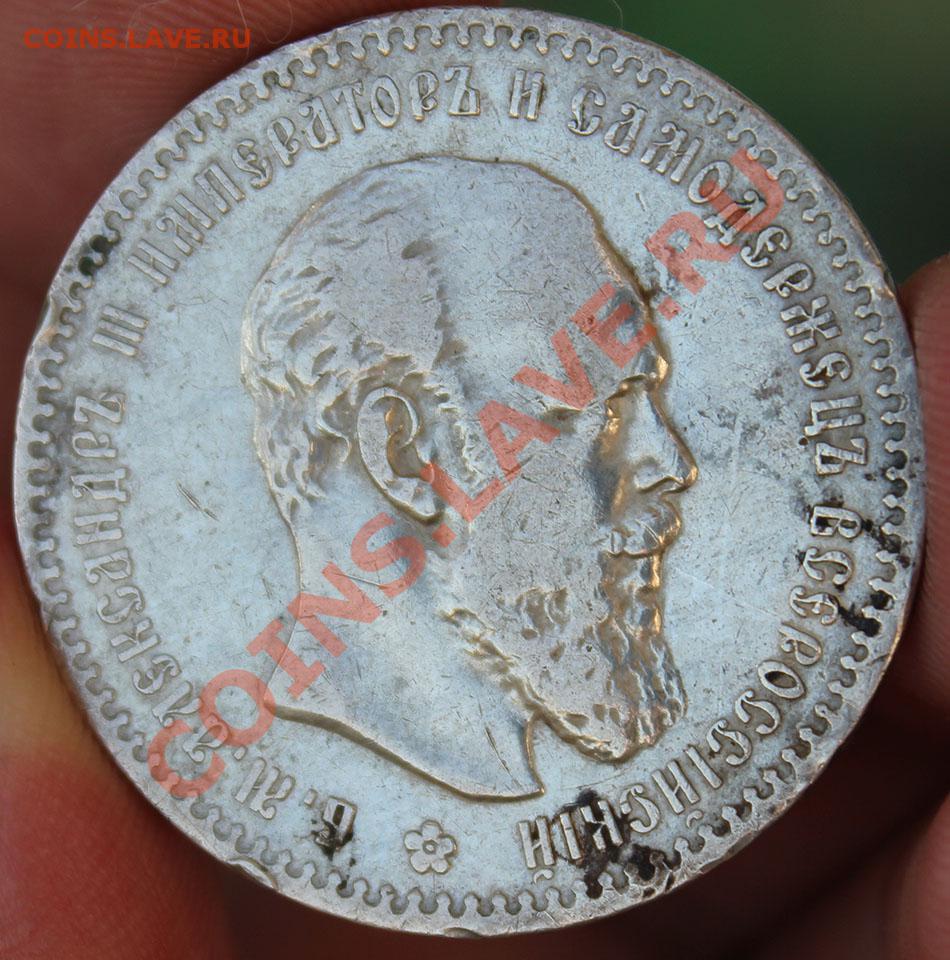 COINS.LAVE.RU
Б. М. АЛЕКСАНДРЪ III ИМПЕРАТОРЪ И САМОДЕРЖЕЦЪ ВСЕРОССІЙСКІЙ
COINS.LAVE.RU